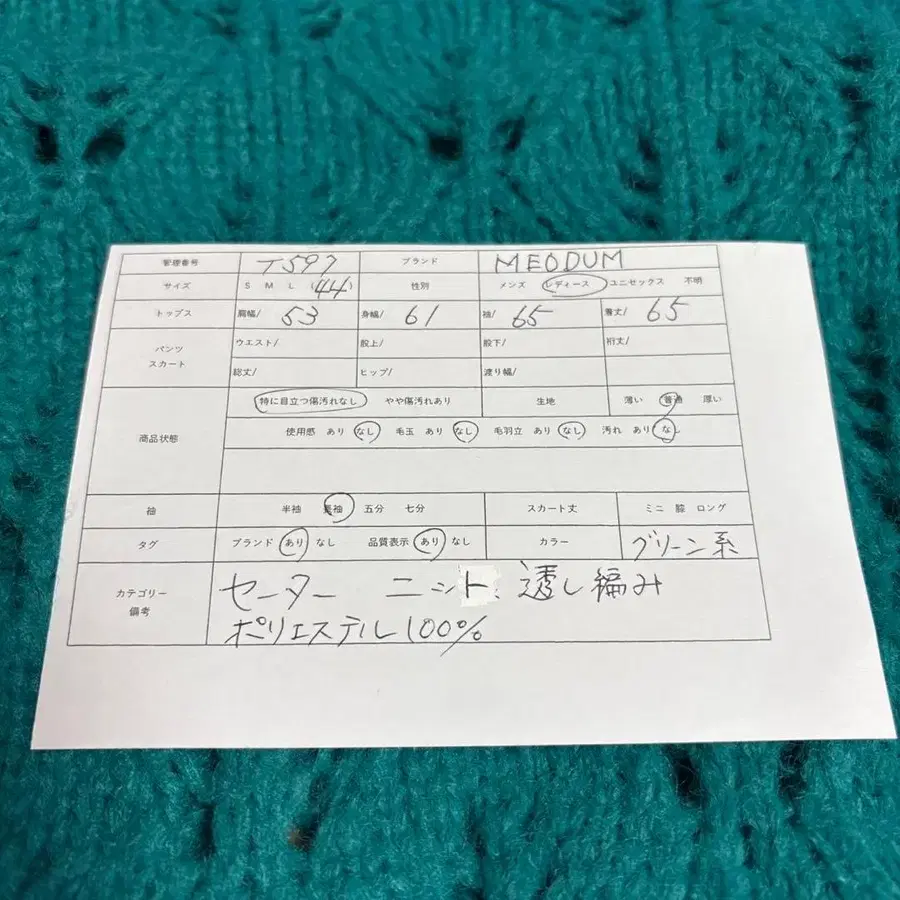 管理番号 T597 ブランド MEODUM
サイズ S M L (44) 性別 メンズ レディース ユニセックス 不明
トップス 肩幅/ 53 身幅/ 61 袖/ 65 着丈/ 65
パンツ ウエスト/ 股上/ 股下/ 裄丈/
スカート 総丈/ ヒップ/ 渡り幅/
商品状態 特に目立つ傷汚れなし やや傷汚れあり 生地 薄い 普通 厚い
使用感 あり なし 毛玉 あり なし 毛羽立 あり なし 汚れ あり なし
袖 半袖 長袖 五分 七分 スカート丈 ミニ 膝 ロング
タグ ブランド あり なし 品質表示 あり なし カラー グリーン系
カテゴリー セーター ニット 透し編み
備考 ポリエステル100%